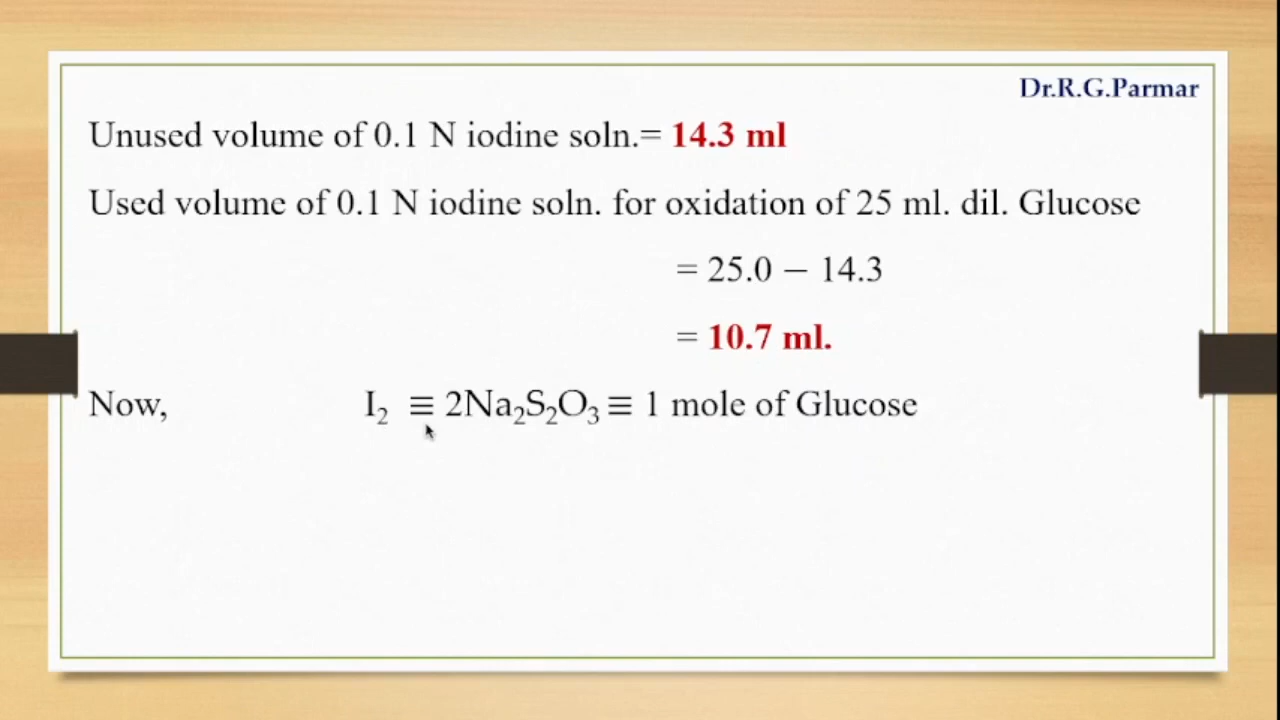 Dr.R.G.Parmar
Unused volume of 0.1 N iodine soln.= 14.3 ml
Used volume of 0.1 N iodine soln. for oxidation of 25 ml. dil. Glucose
= 25.0 – 14.3
= 10.7 ml.
Now, I₂ ≡ 2Na₂S₂O₃ ≡ 1 mole of Glucose